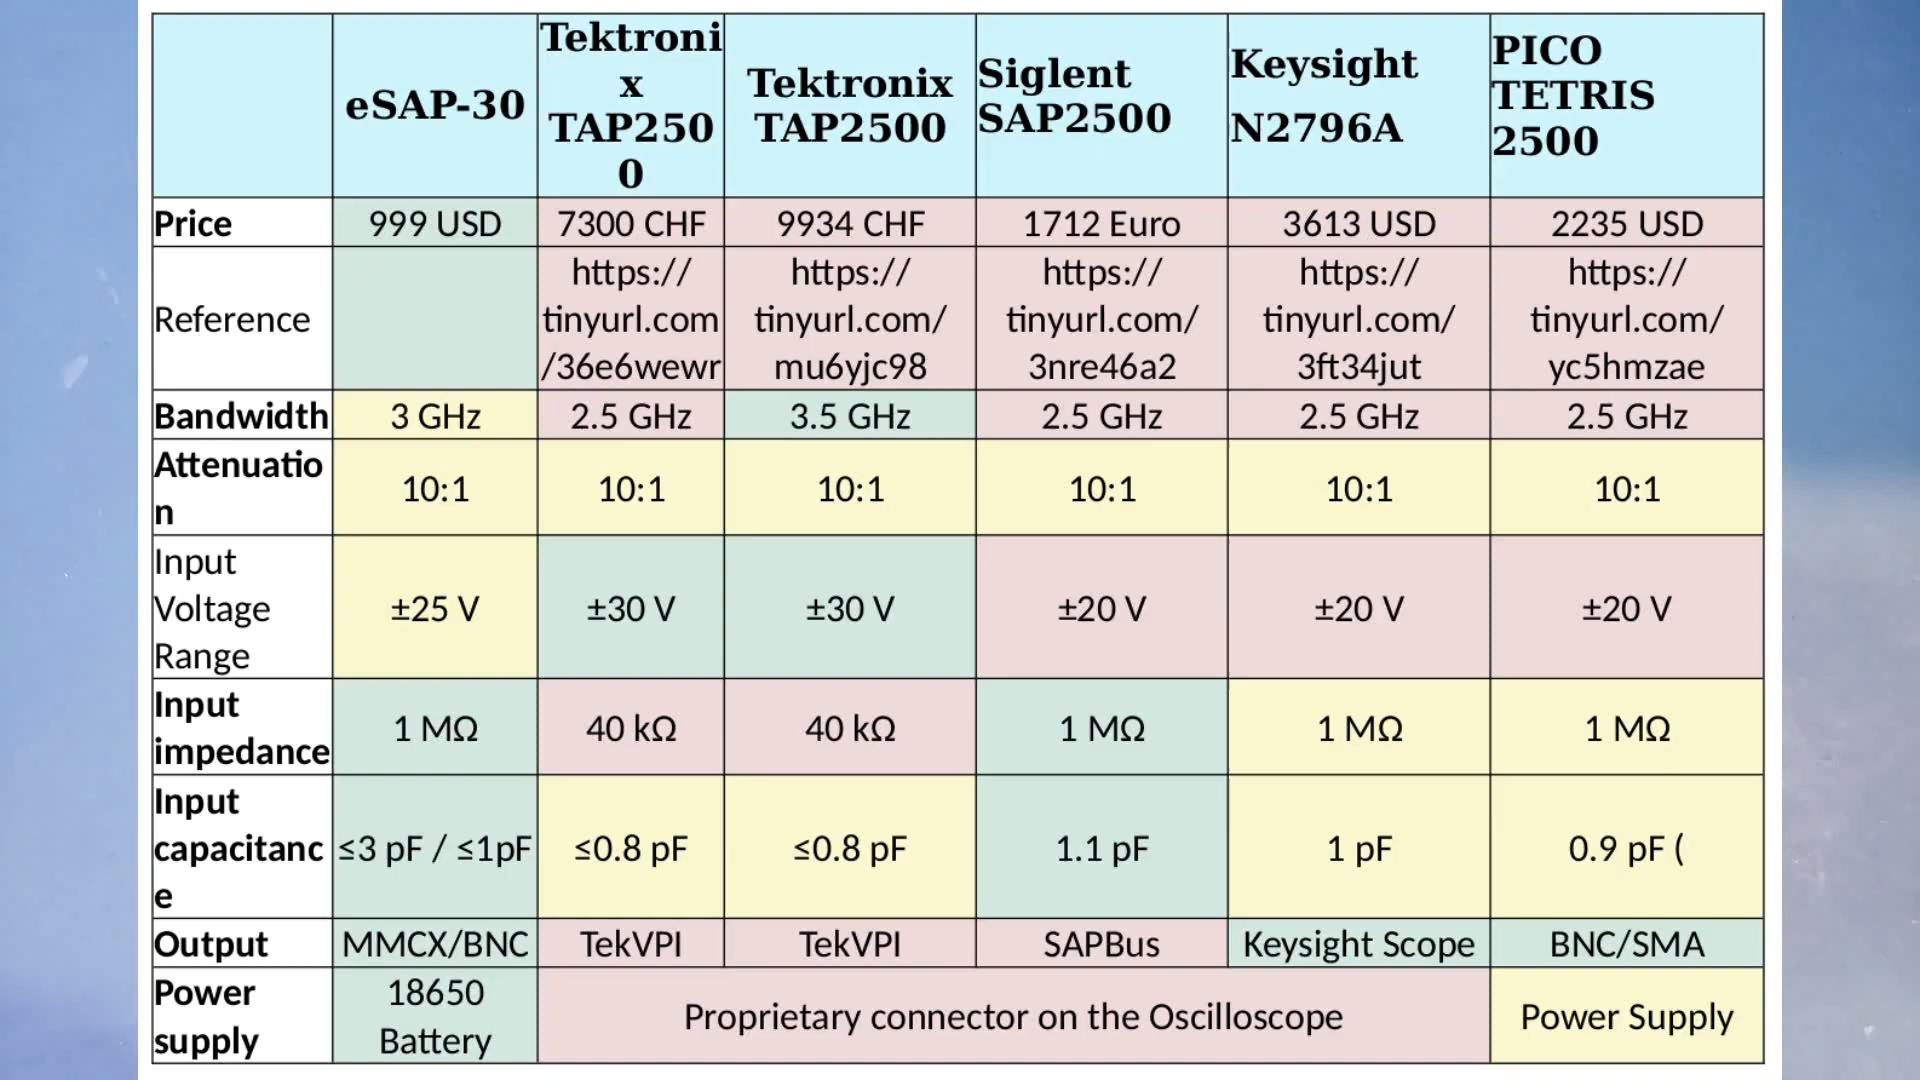 eSAP-30
Tektroni
x
TAP250
0
Tektronix
TAP2500
Siglent
SAP2500
Keysight
N2796A
PICO
TETRIS
2500
Price
999 USD
7300 CHF
9934 CHF
1712 Euro
3613 USD
2235 USD
Reference
https://
tinyurl.com
/36e6wewr
https://
tinyurl.com/
mu6yjc98
https://
tinyurl.com/
3nre46a2
https://
tinyurl.com/
3ft34jut
https://
tinyurl.com/
yc5hmzae
Bandwidth
3 GHz
2.5 GHz
3.5 GHz
2.5 GHz
2.5 GHz
2.5 GHz
Attenuatio
n
10:1
10:1
10:1
10:1
10:1
10:1
Input
Voltage
Range
±25 V
±30 V
±30 V
±20 V
±20 V
±20 V
Input
impedance
1 MΩ
40 kΩ
40 kΩ
1 MΩ
1 MΩ
1 MΩ
Input
capacitanc
e
≤3 pF / ≤1pF
≤0.8 pF
≤0.8 pF
1.1 pF
1 pF
0.9 pF (
Output
MMCX/BNC
TekVPI
TekVPI
SAPBus
Keysight Scope
BNC/SMA
Power
supply
18650
Battery
Proprietary connector on the Oscilloscope
Power Supply